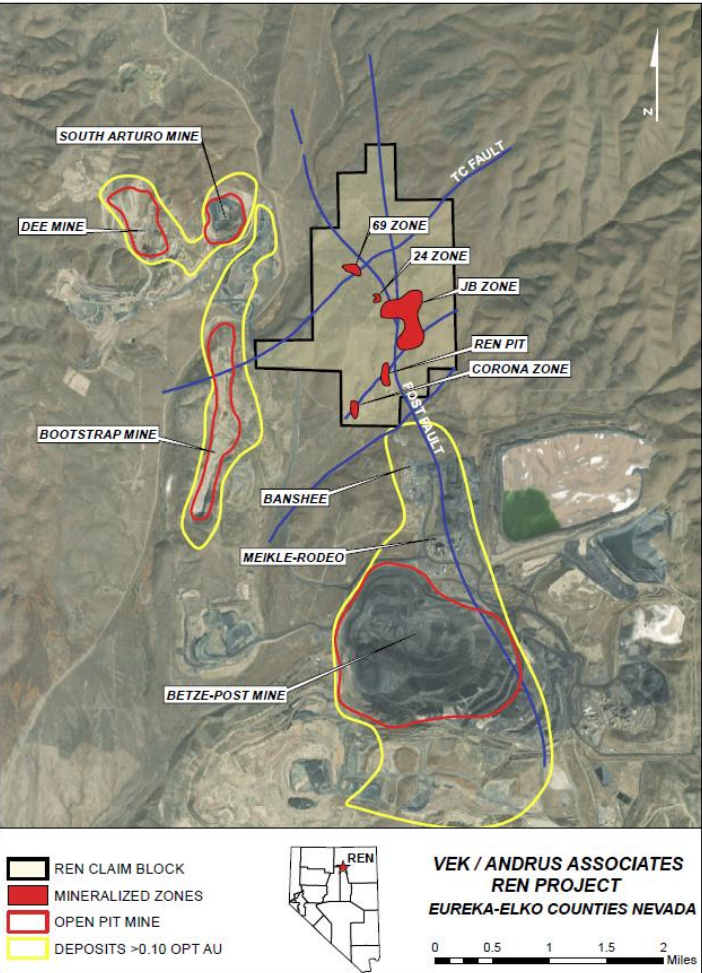 N
SOUTH ARTURO MINE
TC FAULT
DEE MINE
69 ZONE
24 ZONE
JB ZONE
REN PIT
CORONA ZONE
POST FAULT
BOOTSTRAP MINE
BANSHEE
MEIKLE-RODEO
BETZE-POST MINE
REN CLAIM BLOCK
MINERALIZED ZONES
OPEN PIT MINE
DEPOSITS >0.10 OPT AU
REN
VEK / ANDRUS ASSOCIATES
REN PROJECT
EUREKA-ELKO COUNTIES NEVADA
0 0.5 1 1.5 2
Miles